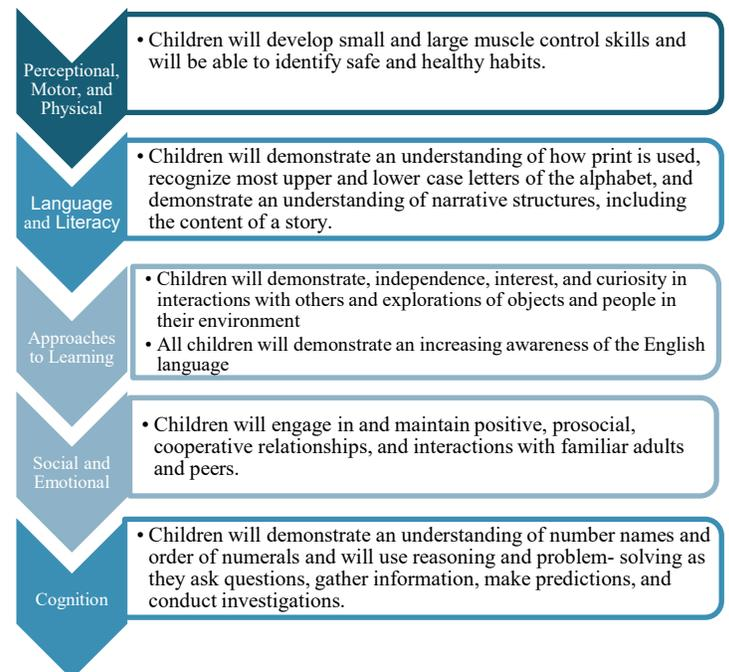 Perceptional,
Motor, and
Physical
• Children will develop small and large muscle control skills and
will be able to identify safe and healthy habits.
Language
and Literacy
• Children will demonstrate an understanding of how print is used,
recognize most upper and lower case letters of the alphabet, and
demonstrate an understanding of narrative structures, including
the content of a story.
Approaches
to Learning
• Children will demonstrate, independence, interest, and curiosity in
interactions with others and explorations of objects and people in
their environment
• All children will demonstrate an increasing awareness of the English
language
Social and
Emotional
• Children will engage in and maintain positive, prosocial,
cooperative relationships, and interactions with familiar adults
and peers.
Cognition
• Children will demonstrate an understanding of number names and
order of numerals and will use reasoning and problem- solving as
they ask questions, gather information, make predictions, and
conduct investigations.